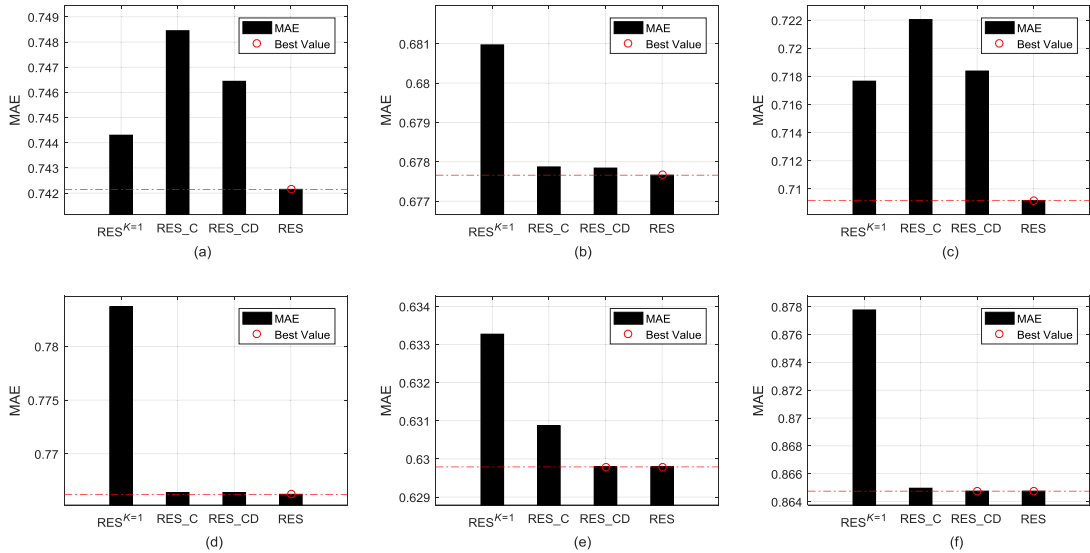 0.749
0.748
0.747
0.746
0.745
0.744
0.743
0.742
MAE
MAE
Best Value
RES^K=1 RES_C RES_CD RES
(a)
0.681
0.68
0.679
0.678
0.677
MAE
MAE
Best Value
RES^K=1 RES_C RES_CD RES
(b)
0.722
0.72
0.718
0.716
0.714
0.712
0.71
MAE
MAE
Best Value
RES^K=1 RES_C RES_CD RES
(c)
0.78
0.775
0.77
MAE
MAE
Best Value
RES^K=1 RES_C RES_CD RES
(d)
0.634
0.633
0.632
0.631
0.63
0.629
MAE
MAE
Best Value
RES^K=1 RES_C RES_CD RES
(e)
0.878
0.876
0.874
0.872
0.87
0.868
0.866
0.864
MAE
MAE
Best Value
RES^K=1 RES_C RES_CD RES
(f)